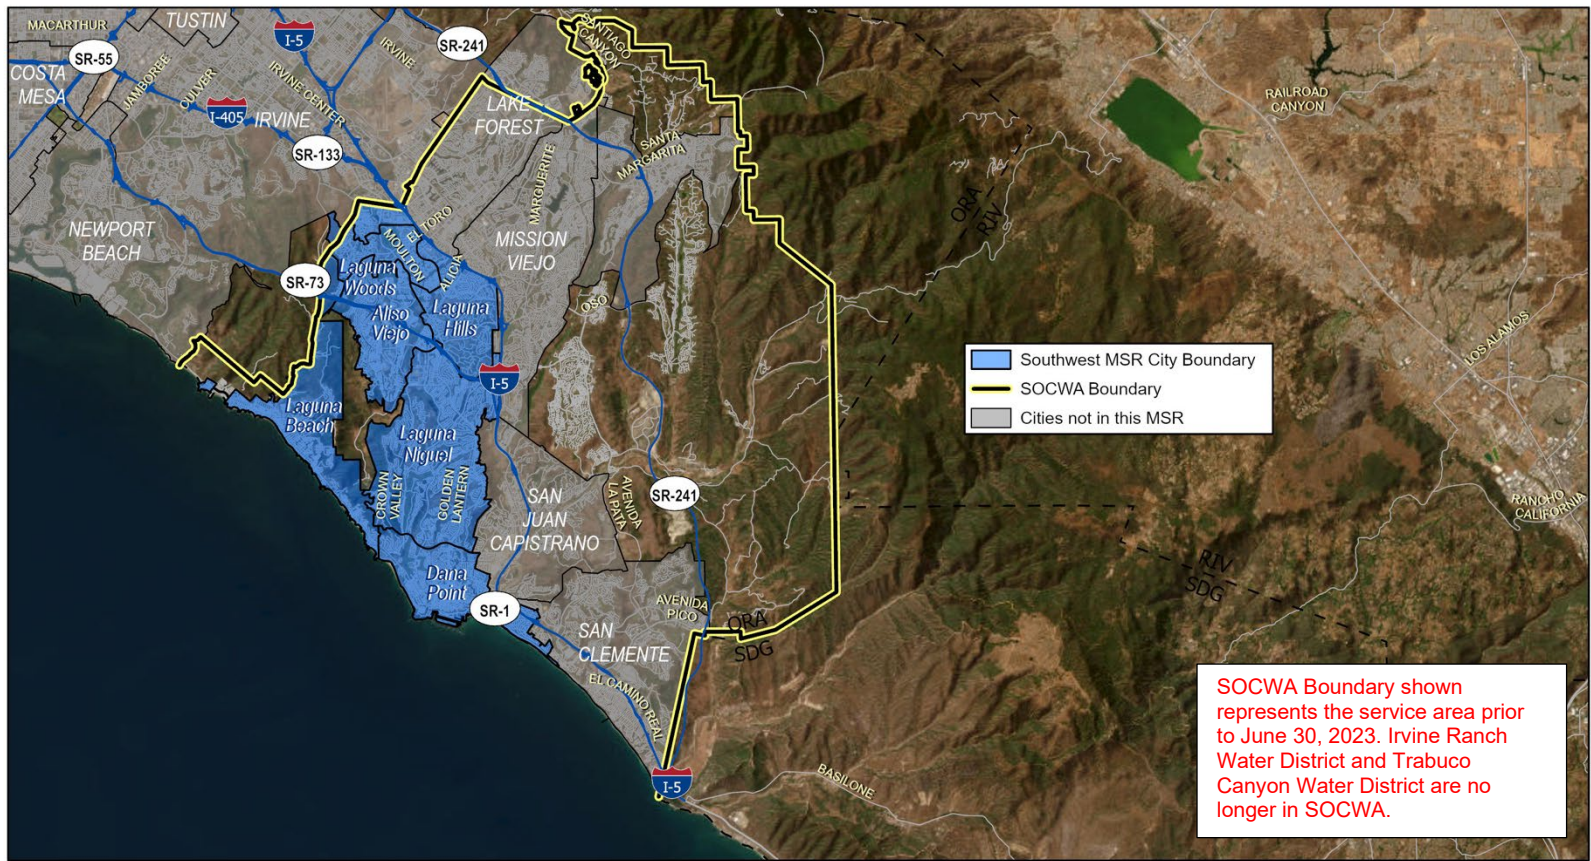 MACARTHUR
TUSTIN
I-5
SR-241
IRVINE
SANTIAGO
CANYON
SR-55
COSTA
MESA
JAMBOREE
CULVER
IRVINE CENTER
I-405
IRVINE
LAKE
FOREST
RAILROAD
CANYON
SR-133
SANTA
MARGARITA
MARGUERITE
ORA
RIV
NEWPORT
BEACH
EL TORO
MOULTON
MISSION
VIEJO
ALICIA
SR-73
Laguna
Woods
Aliso
Viejo
Laguna
Hills
OSO
LOS ALAMOS
I-5
Southwest MSR City Boundary
SOCWA Boundary
Cities not in this MSR
Laguna
Beach
Laguna
Niguel
CROWN
VALLEY
GOLDEN
LANTERN
SAN
JUAN
CAPISTRANO
AVENIDA
LA PATA
SR-241
RANCHO
CALIFORNIA
RIV
SDG
Dana
Point
SR-1
AVENIDA
PICO
ORA
SDG
SAN
CLEMENTE
EL CAMINO REAL
I-5
BASILONE
SOCWA Boundary shown
represents the service area prior
to June 30, 2023. Irvine Ranch
Water District and Trabuco
Canyon Water District are no
longer in SOCWA.